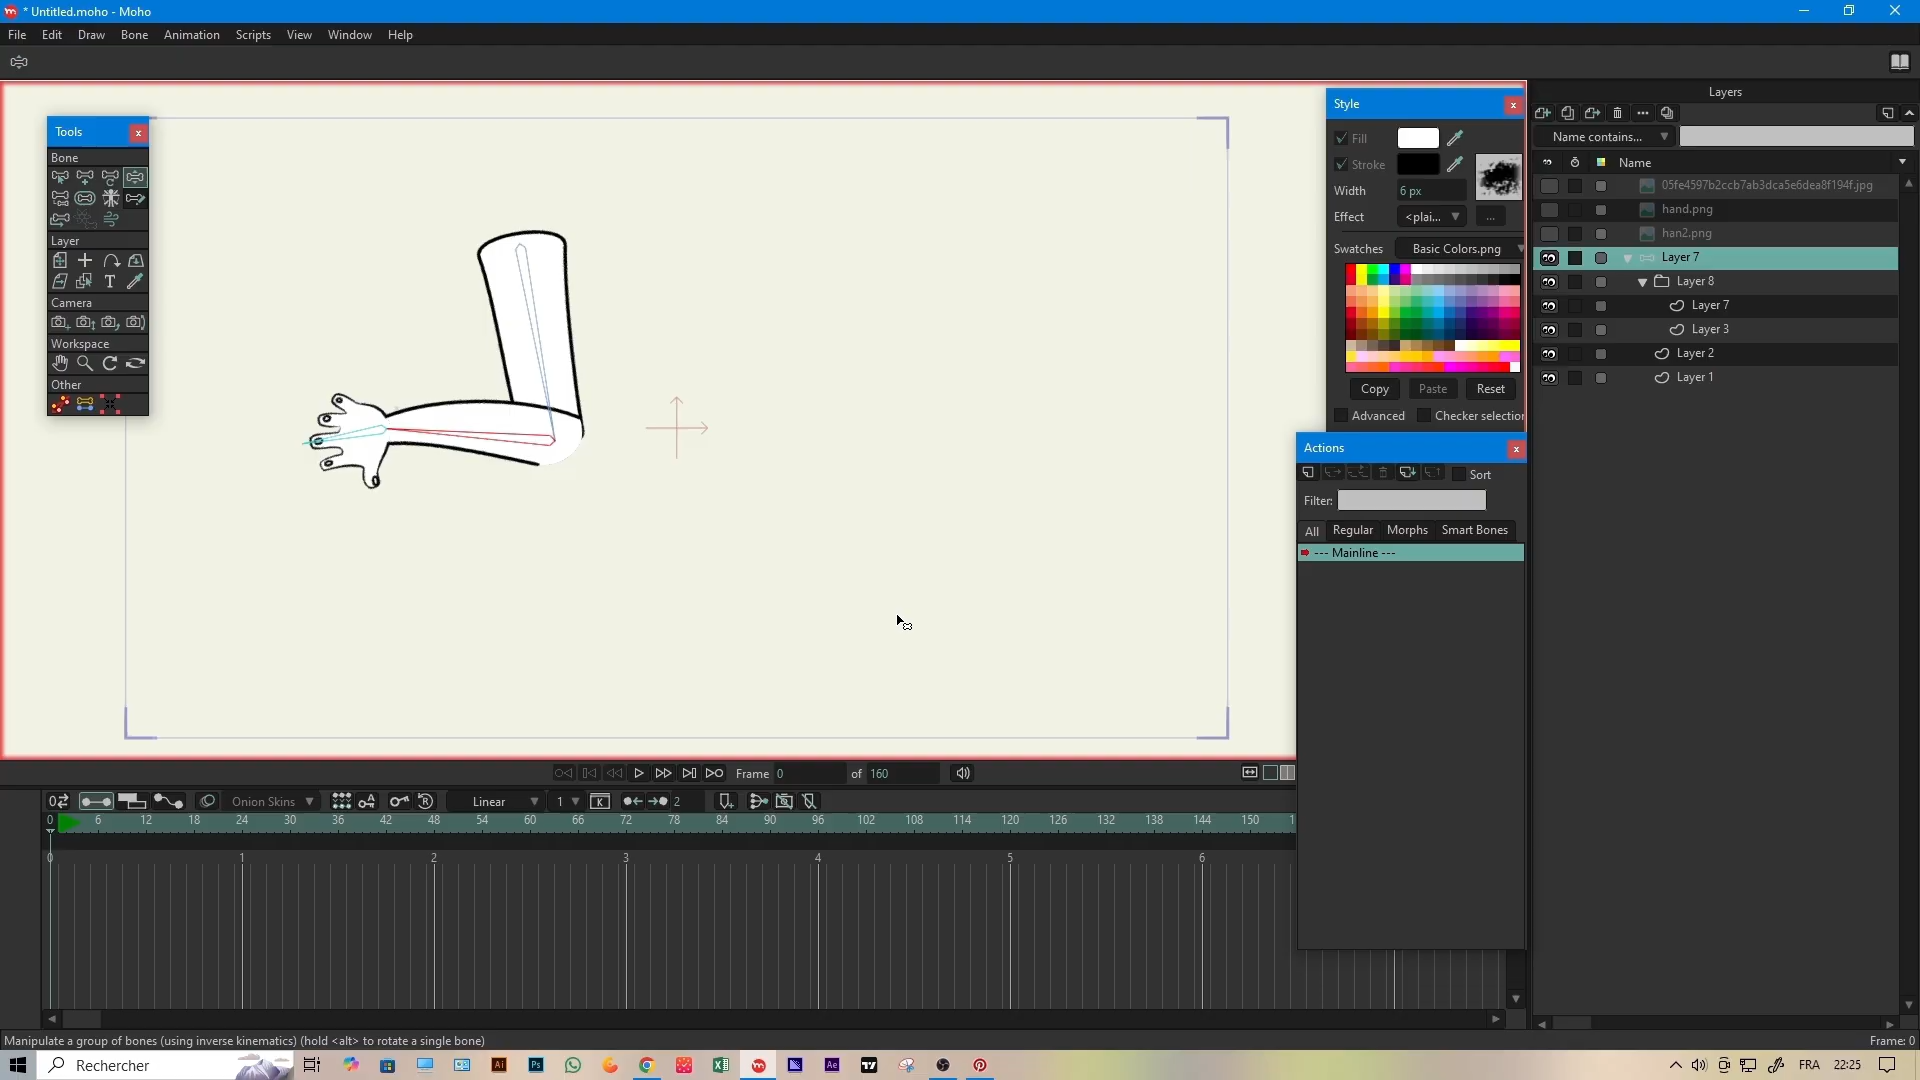 * Untitled.moho - Moho
File Edit Draw Bone Animation Scripts View Window Help
Layers
Name contains...
Name
05fe4597b2ccb7ab3dca5e6dea8f194f.jpg
hand.png
han2.png
Layer 7
Layer 8
Layer 7
Layer 3
Layer 2
Layer 1
Tools
Bone
Layer
Camera
Workspace
Other
Style
Fill
Stroke
Width 6 px
Effect <plai... ...
Swatches Basic Colors.png
Copy Paste Reset
Advanced Checker selection
Actions
Sort
Filter:
All Regular Morphs Smart Bones
--- Mainline ---
Frame 0 of 160
Onion Skins Linear 1 2
0 6 12 18 24 30 36 42 48 54 60 66 72 78 84 90 96 102 108 114 120 126 132 138 144 150
0 1 2 3 4 5 6
Manipulate a group of bones (using inverse kinematics) (hold <alt> to rotate a single bone)
Frame: 0
Rechercher
FRA 22:25